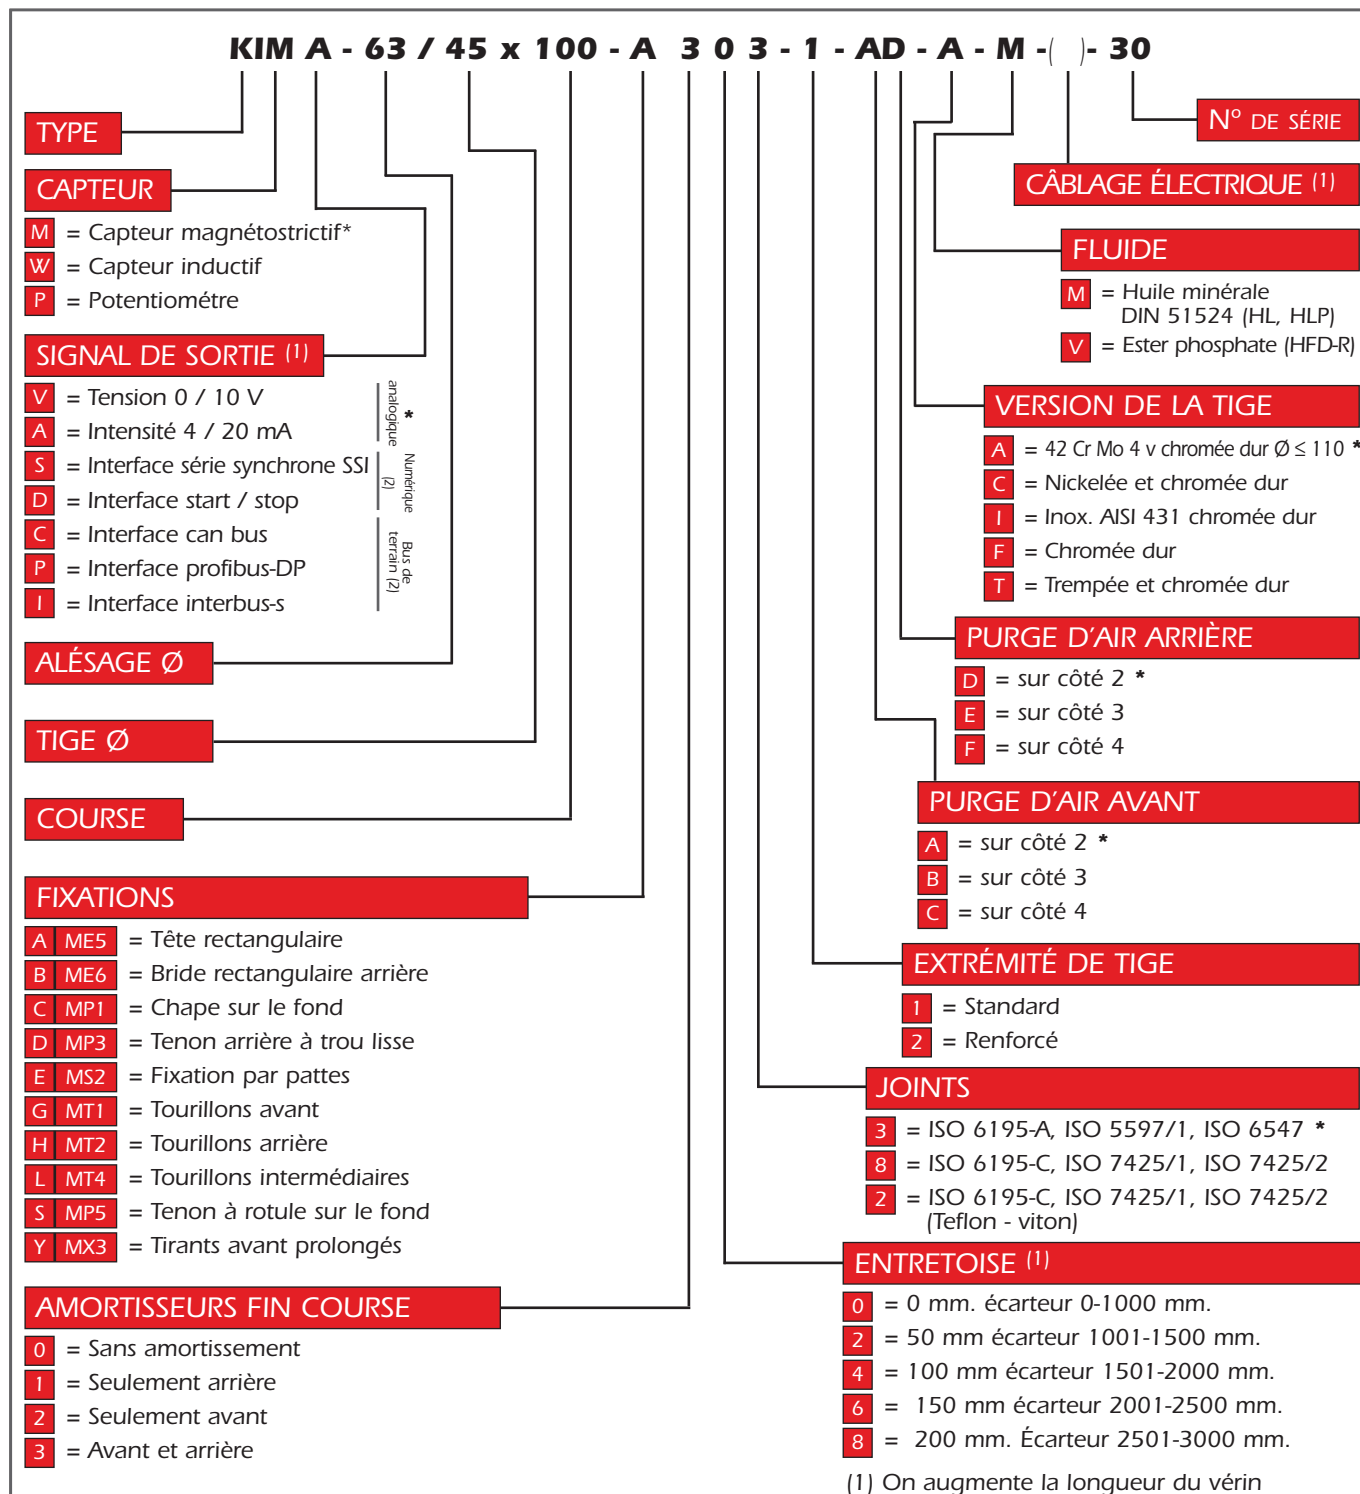 KIM A - 63 / 45 x 100 - A 3 0 3 - 1 - AD - A - M -( )- 30
TYPE
CAPTEUR
M = Capteur magnétostrictif*
W = Capteur inductif
P = Potentiométre
SIGNAL DE SORTIE (1)
V = Tension 0 / 10 V
A = Intensité 4 / 20 mA
S = Interface série synchrone SSI
D = Interface start / stop
C = Interface can bus
P = Interface profibus-DP
I = Interface interbus-s
*
analogique
Numérique
(2)
Bus de
terrain (2)
ALÉSAGE Ø
TIGE Ø
COURSE
FIXATIONS
A ME5 = Tête rectangulaire
B ME6 = Bride rectangulaire arrière
C MP1 = Chape sur le fond
D MP3 = Tenon arrière à trou lisse
E MS2 = Fixation par pattes
G MT1 = Tourillons avant
H MT2 = Tourillons arrière
L MT4 = Tourillons intermédiaires
S MP5 = Tenon à rotule sur le fond
Y MX3 = Tirants avant prolongés
AMORTISSEURS FIN COURSE
0 = Sans amortissement
1 = Seulement arrière
2 = Seulement avant
3 = Avant et arrière
N° DE SÉRIE
CÂBLAGE ÉLECTRIQUE (1)
FLUIDE
M = Huile minérale
DIN 51524 (HL, HLP)
V = Ester phosphate (HFD-R)
VERSION DE LA TIGE
A = 42 Cr Mo 4 v chromée dur Ø ≤ 110 *
C = Nickelée et chromée dur
I = Inox. AISI 431 chromée dur
F = Chromée dur
T = Trempée et chromée dur
PURGE D'AIR ARRIÈRE
D = sur côté 2 *
E = sur côté 3
F = sur côté 4
PURGE D'AIR AVANT
A = sur côté 2 *
B = sur côté 3
C = sur côté 4
EXTRÉMITÉ DE TIGE
1 = Standard
2 = Renforcé
JOINTS
3 = ISO 6195-A, ISO 5597/1, ISO 6547 *
8 = ISO 6195-C, ISO 7425/1, ISO 7425/2
2 = ISO 6195-C, ISO 7425/1, ISO 7425/2
(Teflon - viton)
ENTRETOISE (1)
0 = 0 mm. écarteur 0-1000 mm.
2 = 50 mm écarteur 1001-1500 mm.
4 = 100 mm écarteur 1501-2000 mm.
6 = 150 mm écarteur 2001-2500 mm.
8 = 200 mm. Écarteur 2501-3000 mm.
(1) On augmente la longueur du vérin